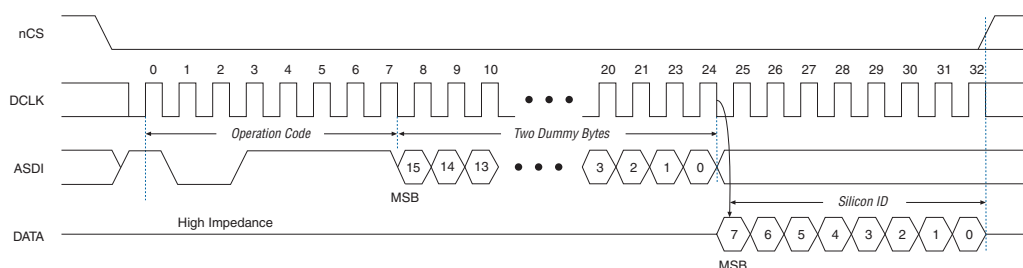 nCS
0 1 2 3 4 5 6 7 8 9 10 20 21 23 24 25 26 27 28 29 30 31 32
DCLK
Operation Code Two Dummy Bytes
ASDI 15 14 13 3 2 1 0
MSB
Silicon ID
High Impedance
DATA 7 6 5 4 3 2 1 0
MSB